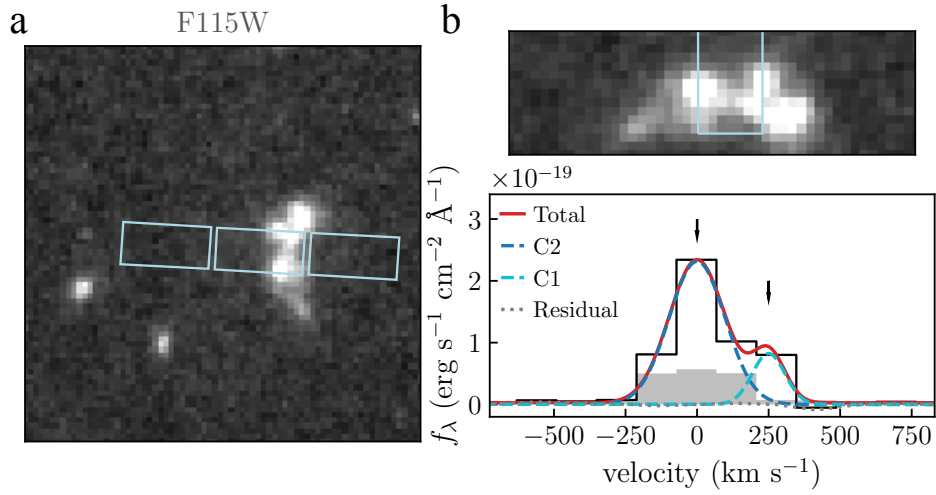 a
F115W
b
×10⁻¹⁹
3
2
1
0
f_λ (erg s⁻¹ cm⁻² Å⁻¹)
Total
C2
C1
Residual
−500 −250 0 250 500 750
velocity (km s⁻¹)